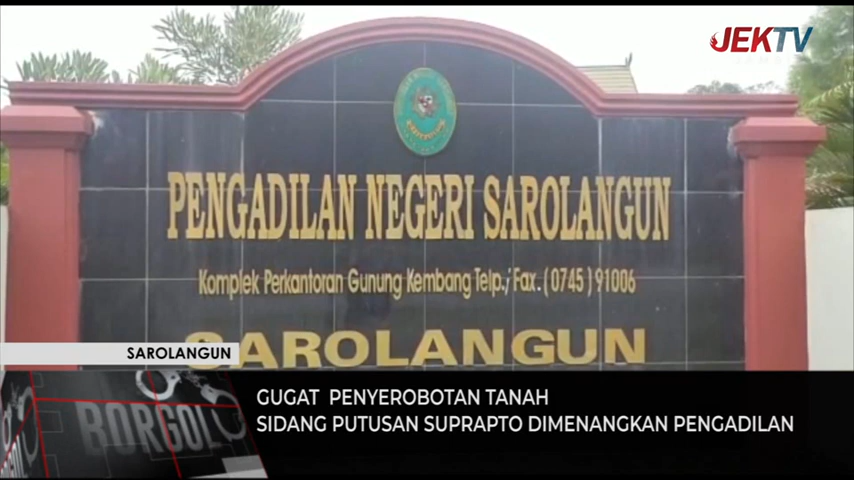 JEKTV
PENGADILAN NEGERI SAROLANGUN
Komplek Perkantoran Gunung Kembang Telp,; Fax. (0745) 91006
SAROLANGUN
SAROLANGUN
BORGOL
GUGAT PENYEROBOTAN TANAH
SIDANG PUTUSAN SUPRAPTO DIMENANGKAN PENGADILAN